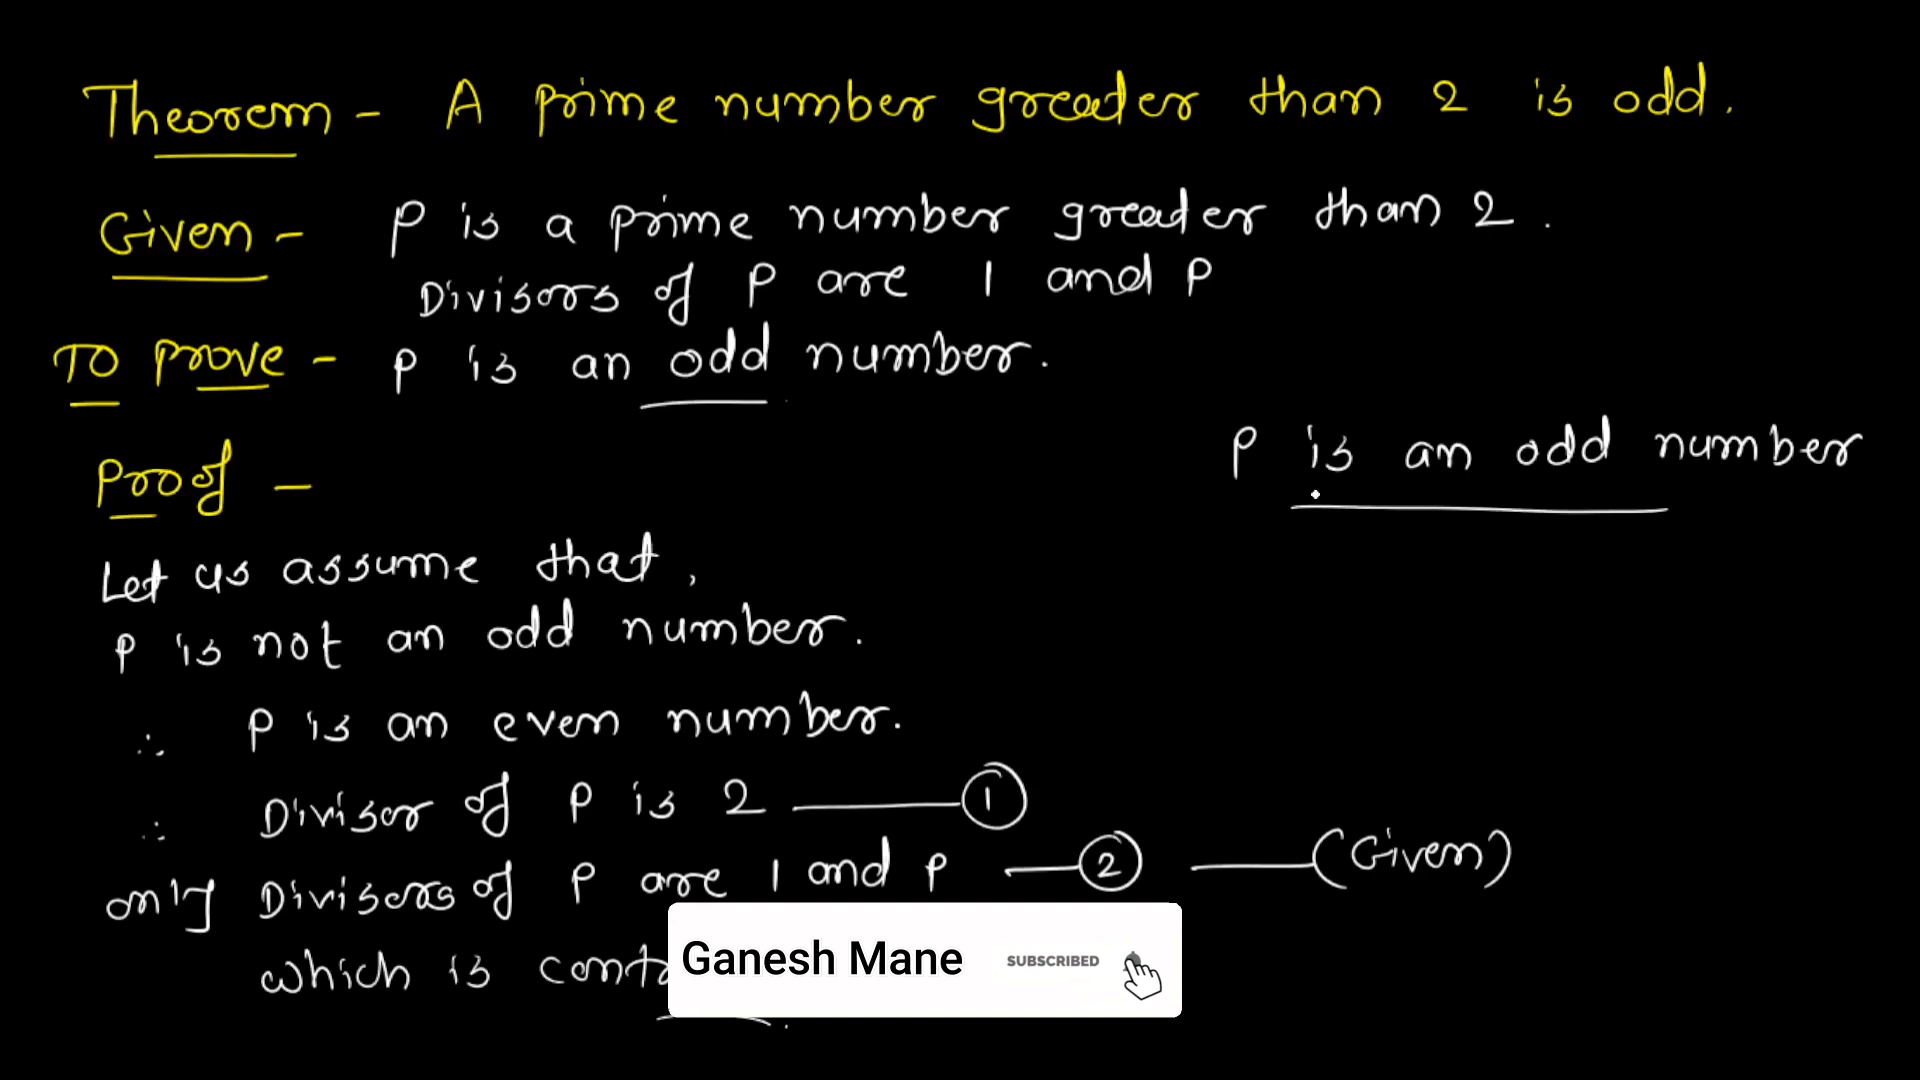 Theorem - A prime number greater than 2 is odd.
Given - P is a prime number greater than 2.
Divisors of P are 1 and P
To prove - P is an odd number.
Proof -
P is an odd number
Let us assume that,
P is not an odd number.
∴ P is an even number.
∴ Divisor of P is 2 —— ①
only Divisors of P are 1 and P — ② —— (Given)
which is
Ganesh Mane SUBSCRIBED